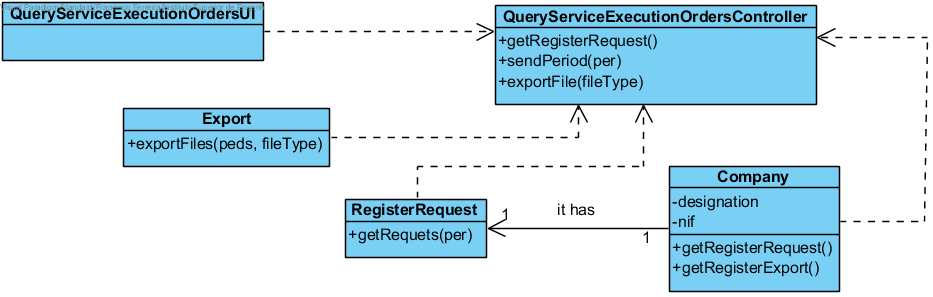 QueryServiceExecutionOrdersUI
QueryServiceExecutionOrdersController
+getRegisterRequest()
+sendPeriod(per)
+exportFile(fileType)
Export
+exportFiles(peds, fileType)
Company
-designation
-nif
+getRegisterRequest()
+getRegisterExport()
RegisterRequest
+getRequets(per)
1
it has
1